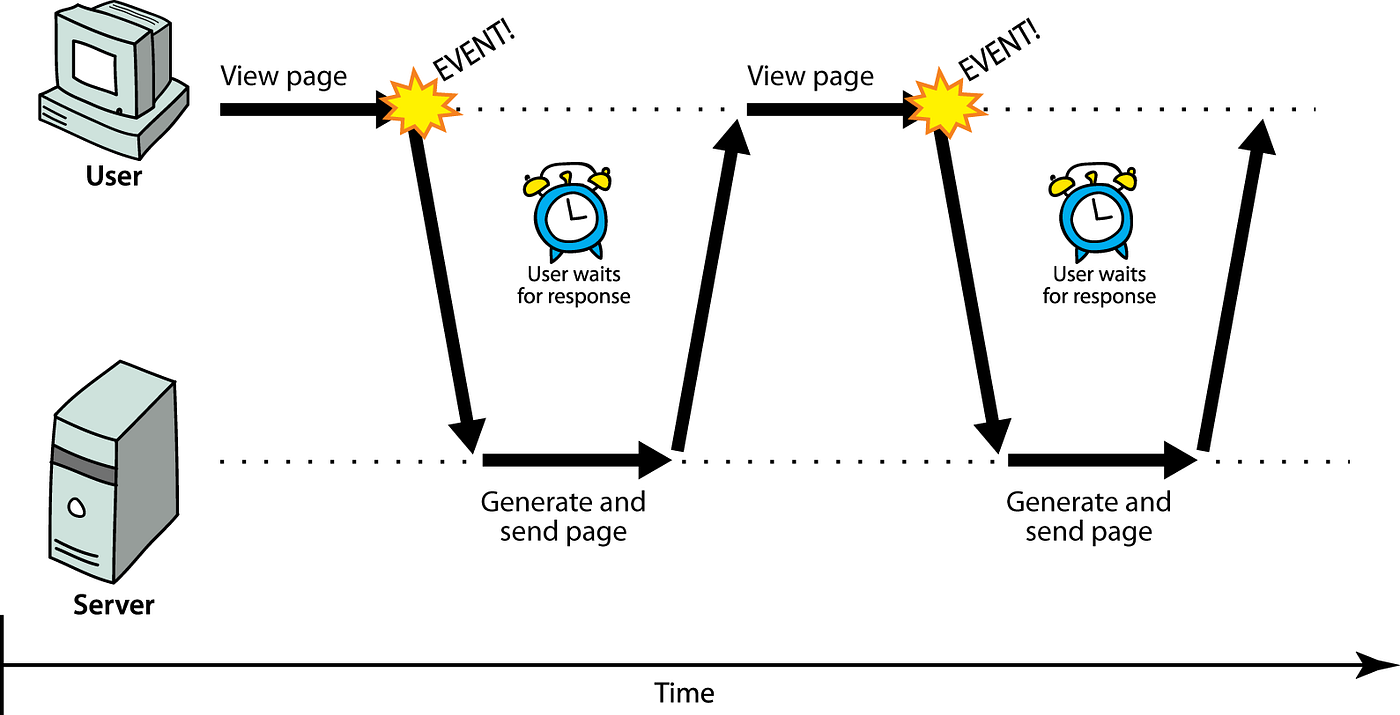 View page
EVENT!
View page
EVENT!
User
User waits
for response
User waits
for response
Generate and
send page
Generate and
send page
Server
Time